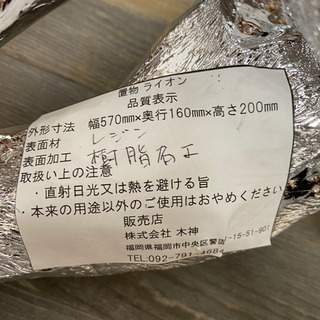 置物 ライオン
品質表示
外形寸法 幅570mm×奥行160mm×高さ200mm
表面材 レジン
表面加工 樹脂加工
取扱い上の注意
・直射日光又は熱を避ける旨
・本来の用途以外のご使用はおやめください
販売店
株式会社 木神
福岡県福岡市中央区警 -15-51-901
TEL:092-791-468